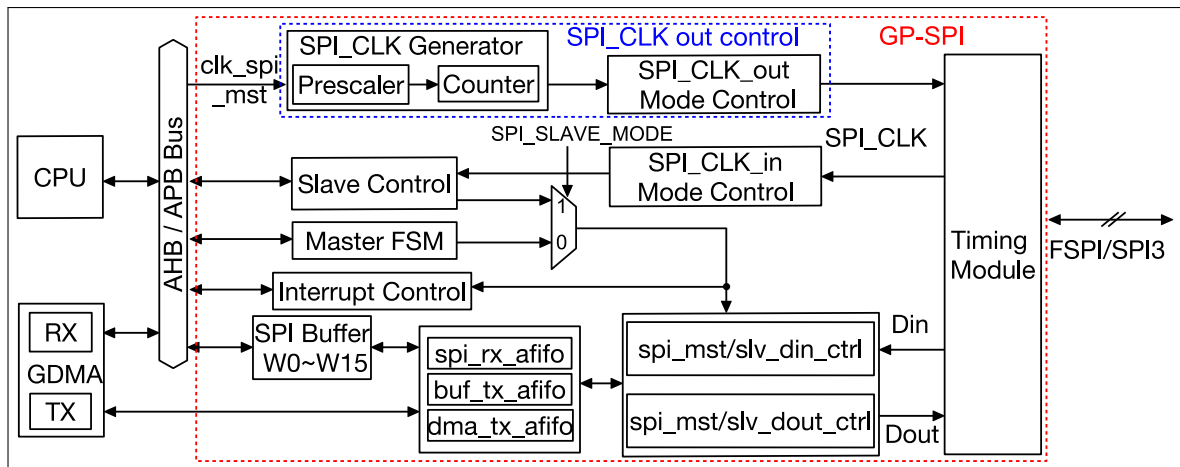 SPI_CLK Generator
SPI_CLK out control
GP-SPI
clk_spi
_mst
Prescaler
Counter
SPI_CLK_out
Mode Control
SPI_SLAVE_MODE
SPI_CLK
CPU
AHB / APB Bus
Slave Control
SPI_CLK_in
Mode Control
1
Master FSM
0
Timing
Module
FSPI/SPI3
Interrupt Control
RX
GDMA
TX
SPI Buffer
W0~W15
spi_rx_afifo
buf_tx_afifo
dma_tx_afifo
spi_mst/slv_din_ctrl
spi_mst/slv_dout_ctrl
Din
Dout